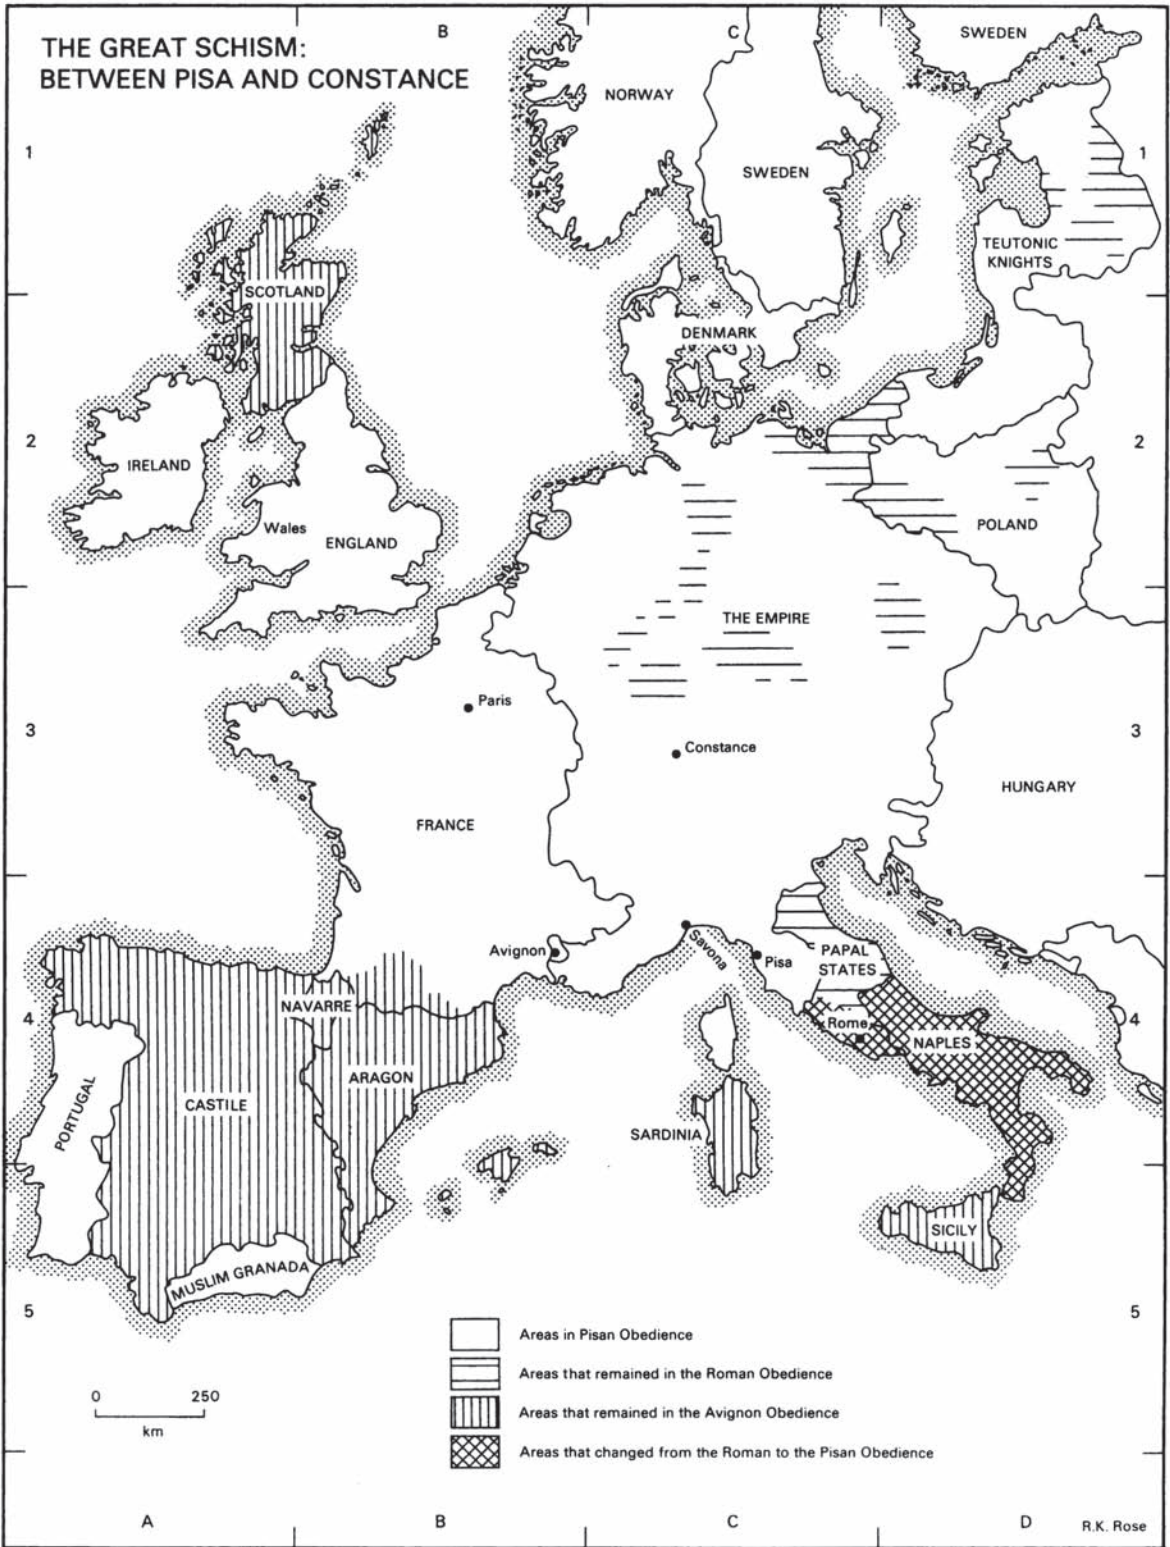 THE GREAT SCHISM:
BETWEEN PISA AND CONSTANCE
B
C
SWEDEN
NORWAY
1
1
SWEDEN
TEUTONIC
KNIGHTS
SCOTLAND
DENMARK
2
2
IRELAND
Wales
ENGLAND
POLAND
THE EMPIRE
Paris
3
3
Constance
HUNGARY
FRANCE
Avignon
Savona
Pisa
PAPAL
STATES
NAVARRE
4
4
Rome
NAPLES
ARAGON
CASTILE
PORTUGAL
SARDINIA
SICILY
MUSLIM GRANADA
5
5
Areas in Pisan Obedience
Areas that remained in the Roman Obedience
0 250
km
Areas that remained in the Avignon Obedience
Areas that changed from the Roman to the Pisan Obedience
A
B
C
D
R.K. Rose